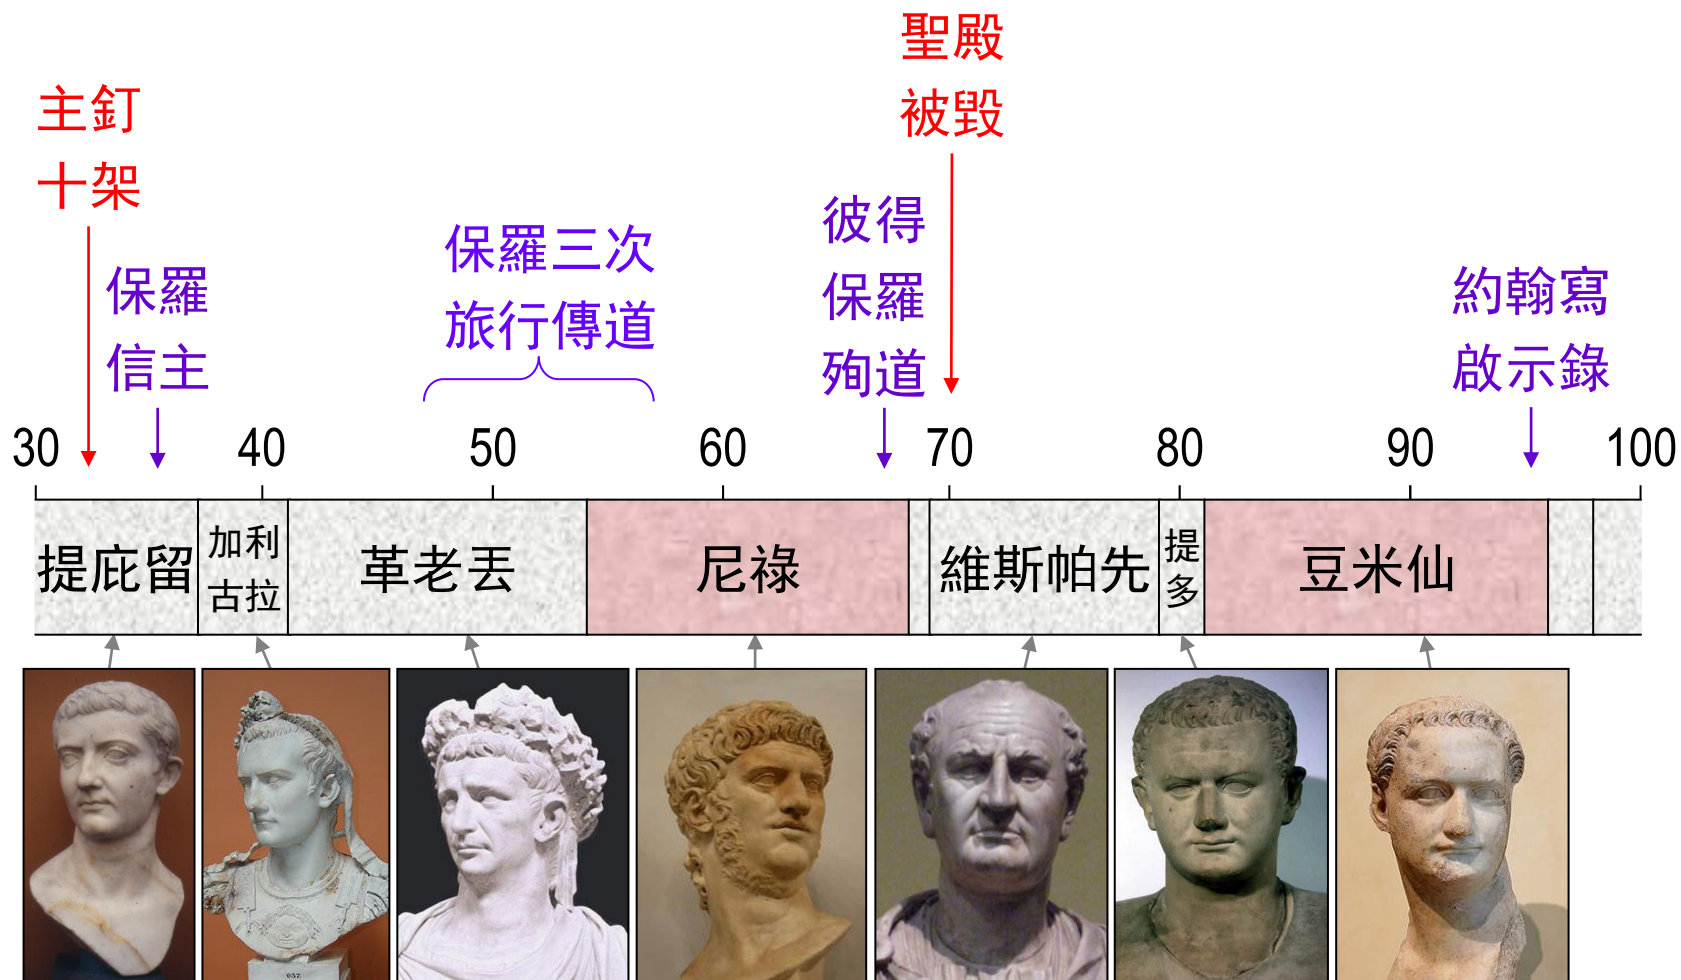 聖殿
被毀
主釘
十架
彼得
保羅
殉道
保羅三次
旅行傳道
保羅
信主
約翰寫
啟示錄
30 40 50 60 70 80 90 100
提庇留
加利
古拉
革老丟
尼祿
維斯帕先
提
多
豆米仙
637